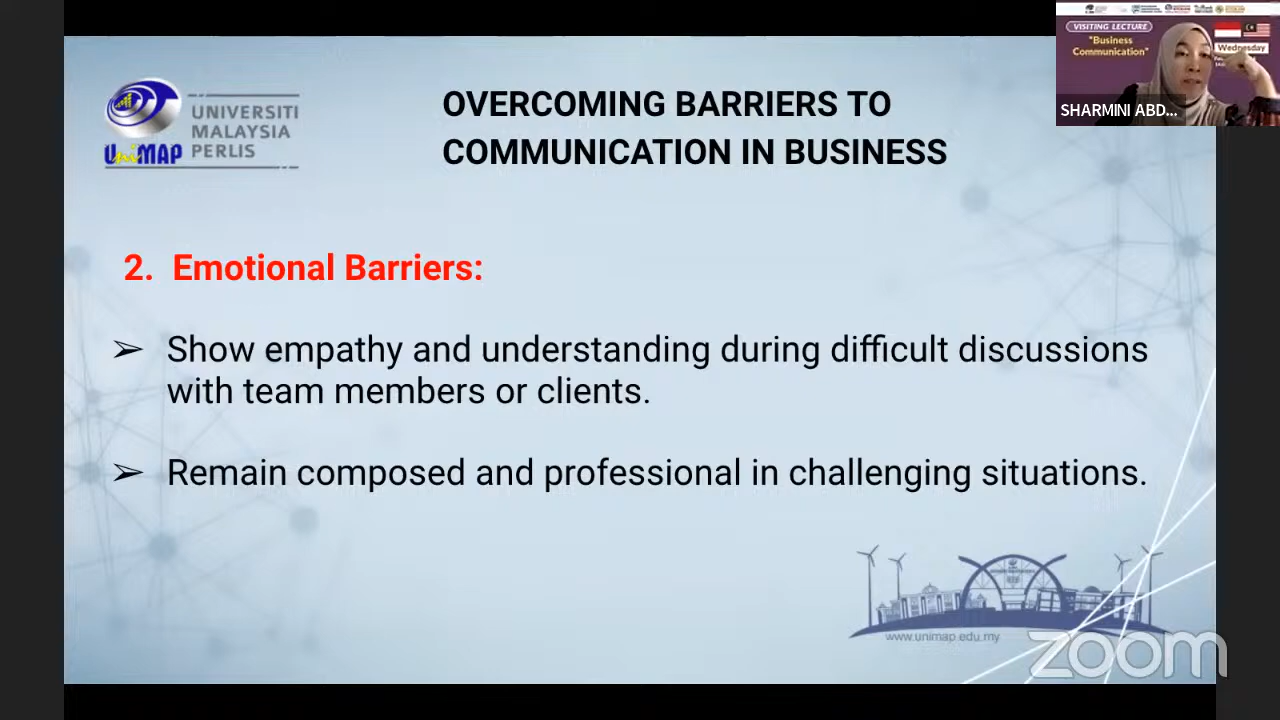 UNIVERSITI
MALAYSIA
PERLIS
UniMAP
OVERCOMING BARRIERS TO
COMMUNICATION IN BUSINESS
VISITING LECTURE
"Business
Communication"
Wednesday
SHARMINI ABD...
2. Emotional Barriers:
➢ Show empathy and understanding during difficult discussions
with team members or clients.
➢ Remain composed and professional in challenging situations.
www.unimap.edu.my
zoom